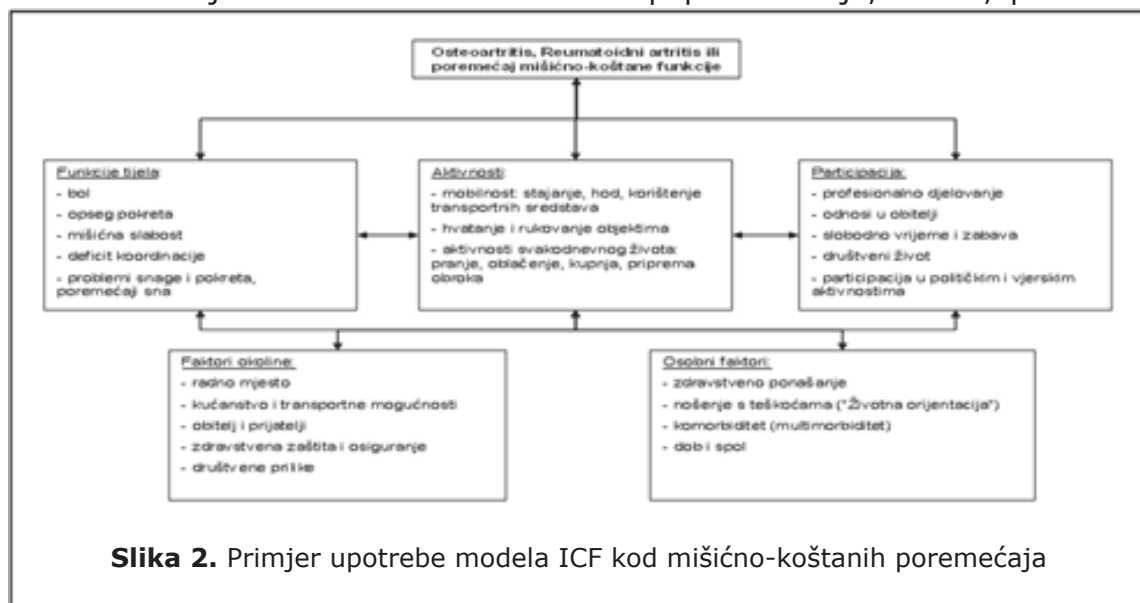 Osteoartritis, Reumatoidni artritis ili
poremećaj mišićno-koštane funkcije
Funkcije tijela:
- bol
- opseg pokreta
- mišićna slabost
- deficit koordinacije
- problemi snage i pokreta,
poremećaji sna
Aktivnosti:
- mobilnost: stajanje, hod, korištenje
transportnih sredstava
- hvatanje i rukovanje objektima
- aktivnosti svakodnevnog života:
pranje, oblačenje, kupnja, priprema
obroka
Participacija:
- profesionalno djelovanje
- odnosi u obitelji
- slobodno vrijeme i zabava
- društveni život
- participacija u političkim i vjerskim
aktivnostima
Faktori okoline:
- radno mjesto
- kućanstvo i transportne mogućnosti
- obitelj i prijatelji
- zdravstvena zaštita i osiguranje
- društvene prilike
Osobni faktori:
- zdravstveno ponašanje
- nošenje s teškoćama ("Životna orijentacija")
- komorbiditet (multimorbiditet)
- dob i spol
Slika 2. Primjer upotrebe modela ICF kod mišićno-koštanih poremećaja